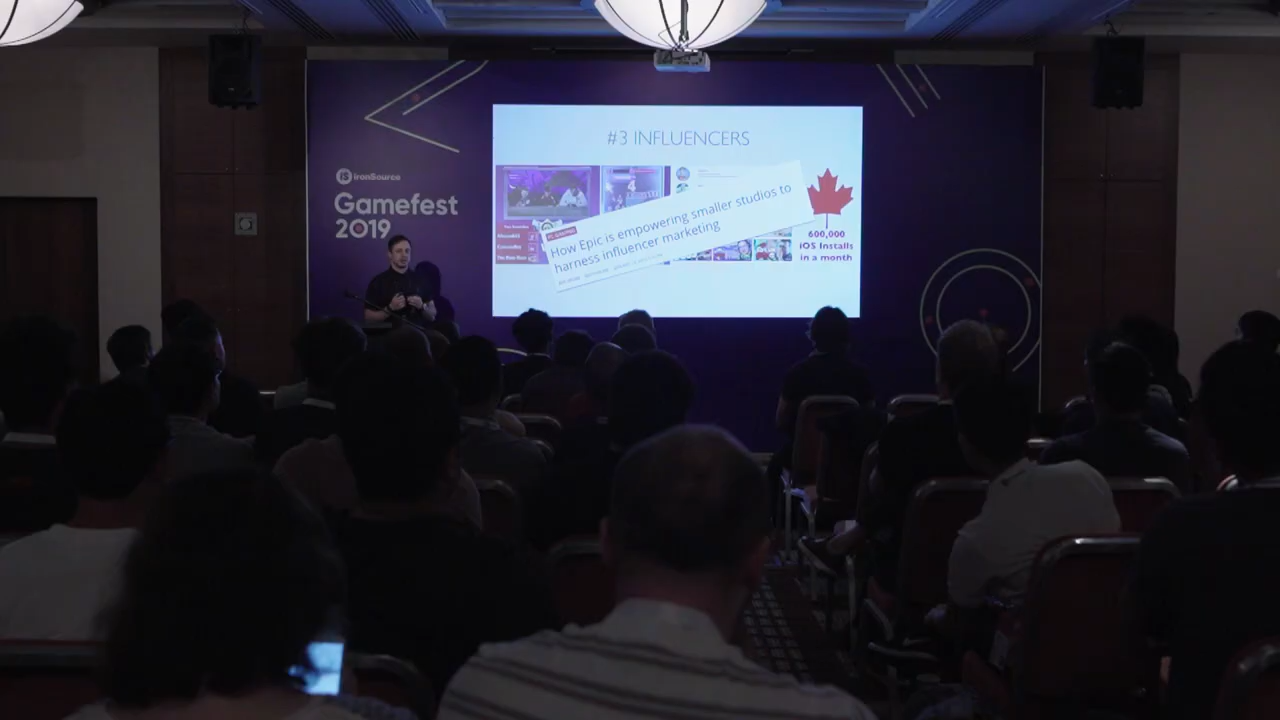 #3 INFLUENCERS
iS ironSource
Gamefest
2019
How Epic is empowering smaller studios to
harness influencer marketing
600,000
iOS Installs
in a month